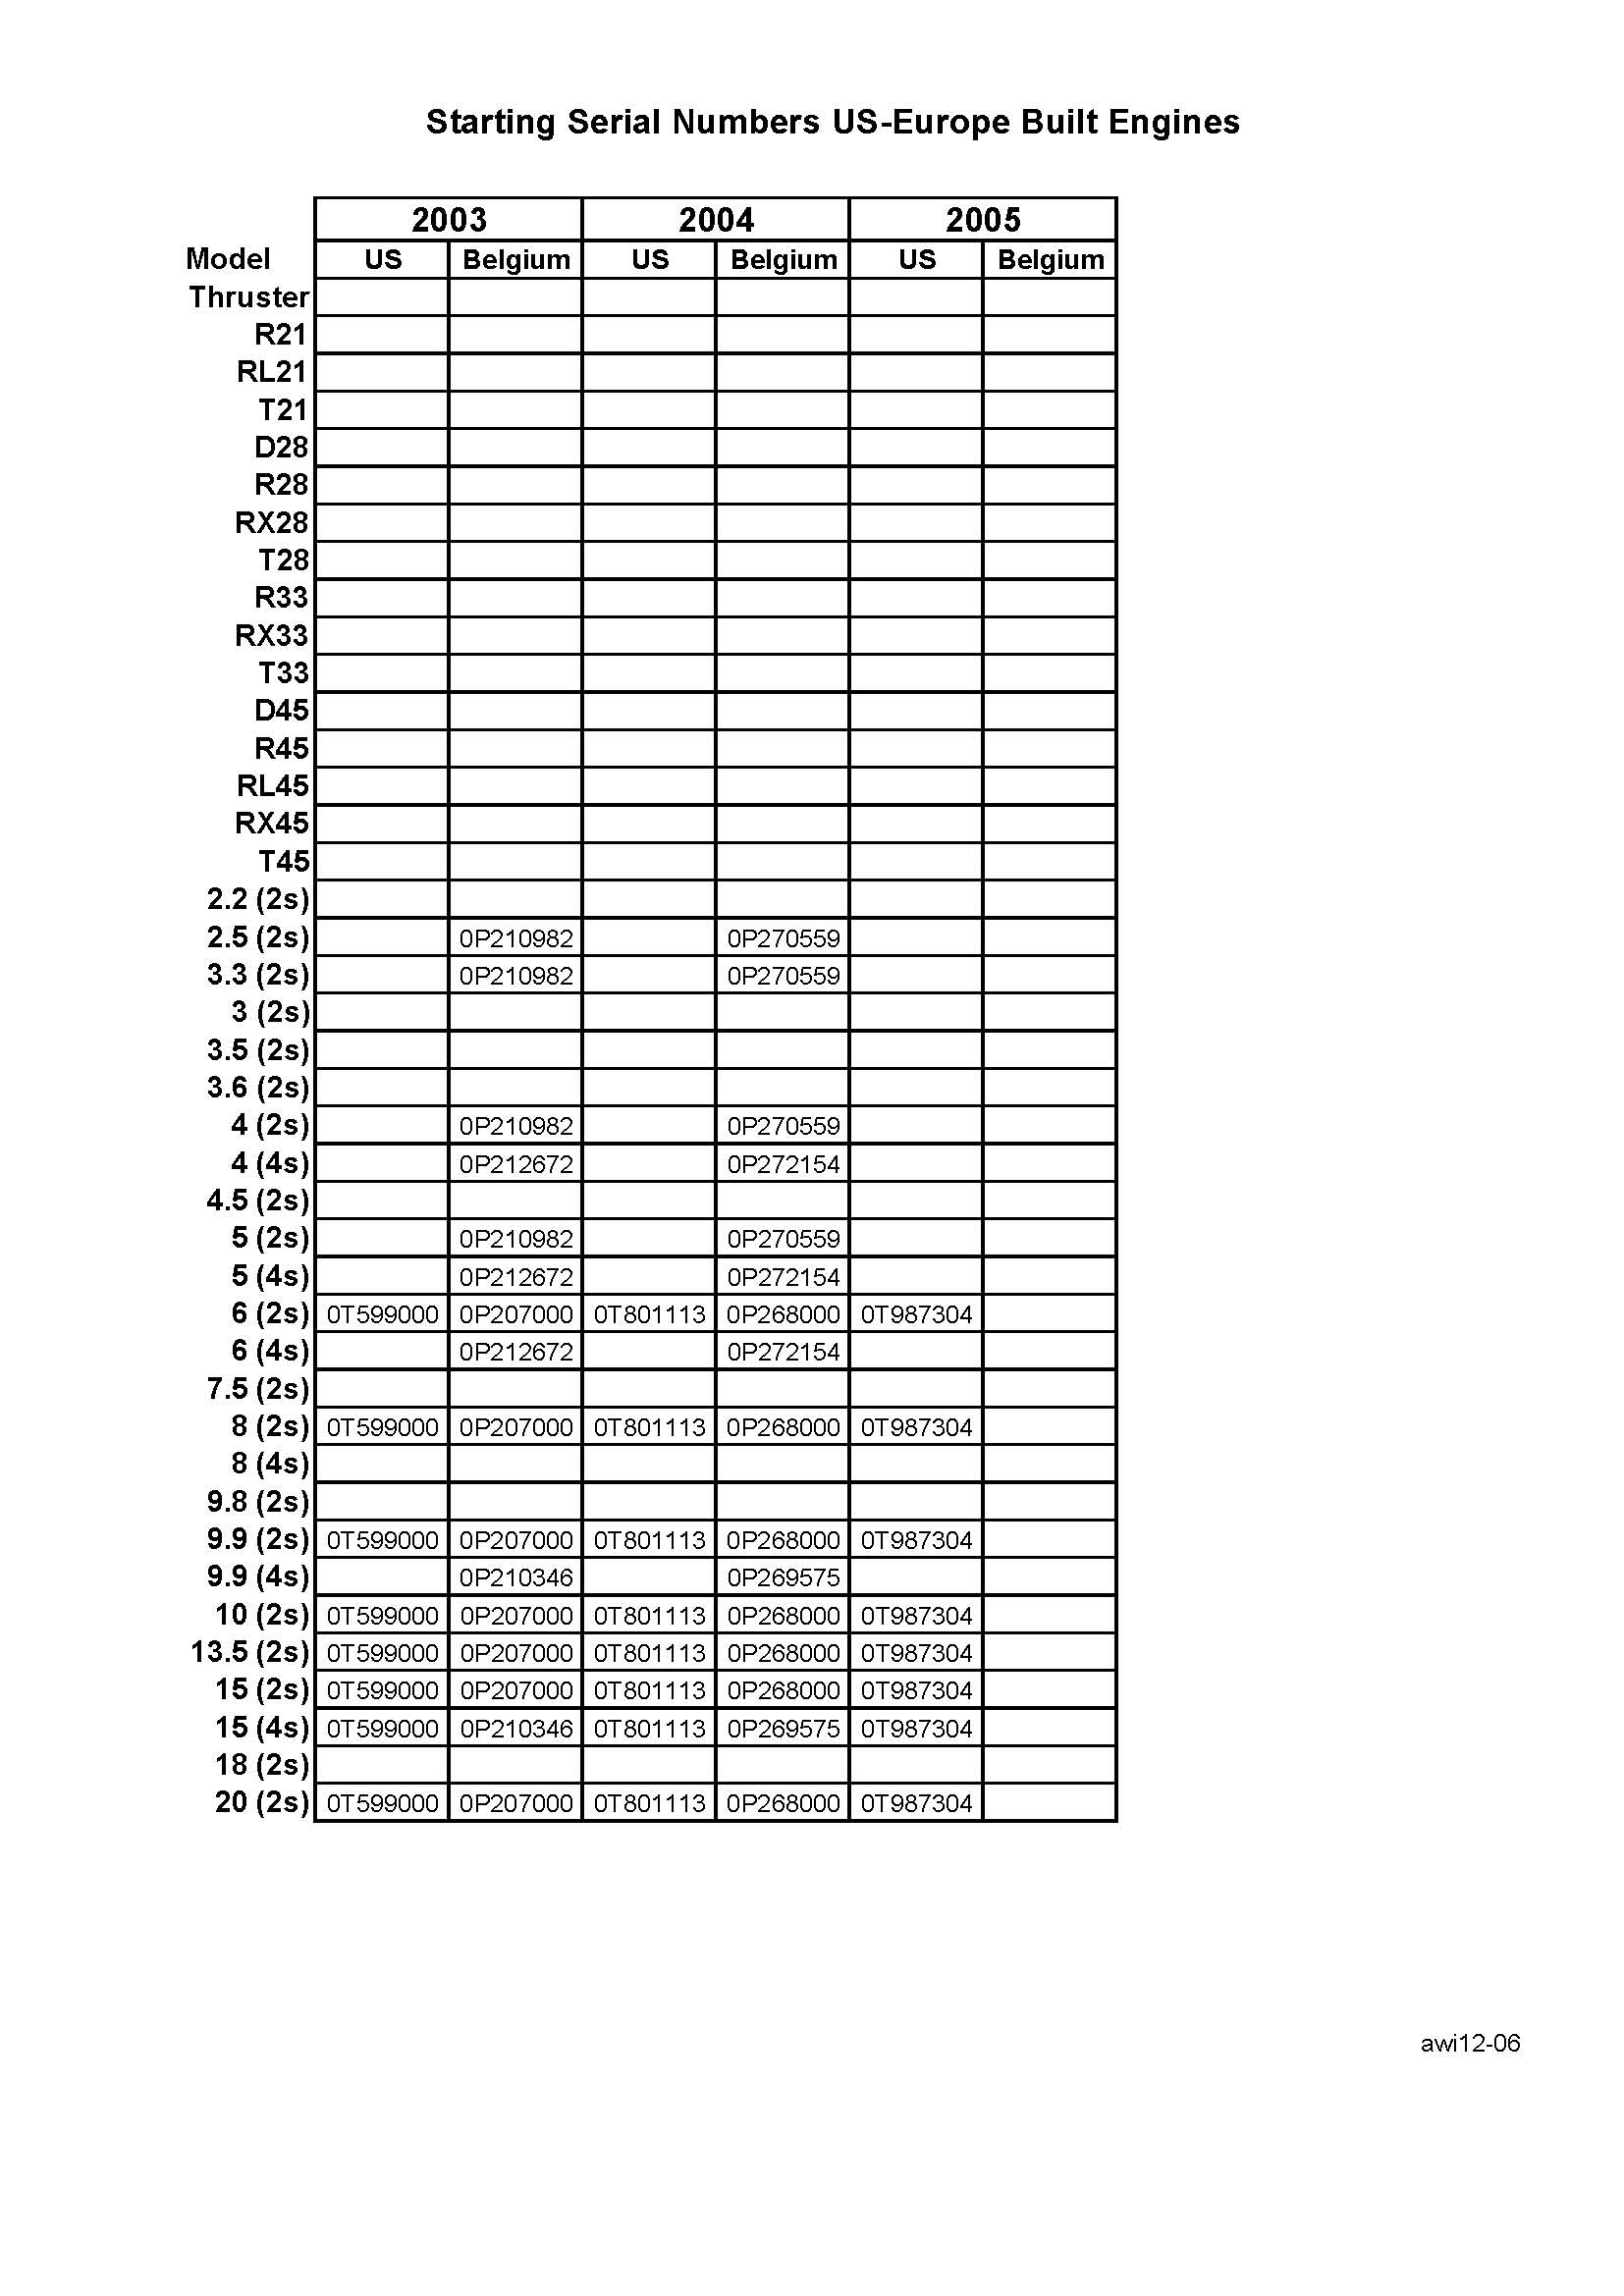 Starting Serial Numbers US-Europe Built Engines
2003 2004 2005
Model US Belgium US Belgium US Belgium
Thruster
R21
RL21
T21
D28
R28
RX28
T28
R33
RX33
T33
D45
R45
RL45
RX45
T45
2.2 (2s)
2.5 (2s) 0P210982 0P270559
3.3 (2s) 0P210982 0P270559
3 (2s)
3.5 (2s)
3.6 (2s)
4 (2s) 0P210982 0P270559
4 (4s) 0P212672 0P272154
4.5 (2s)
5 (2s) 0P210982 0P270559
5 (4s) 0P212672 0P272154
6 (2s) 0T599000 0P207000 0T801113 0P268000 0T987304
6 (4s) 0P212672 0P272154
7.5 (2s)
8 (2s) 0T599000 0P207000 0T801113 0P268000 0T987304
8 (4s)
9.8 (2s)
9.9 (2s) 0T599000 0P207000 0T801113 0P268000 0T987304
9.9 (4s) 0P210346 0P269575
10 (2s) 0T599000 0P207000 0T801113 0P268000 0T987304
13.5 (2s) 0T599000 0P207000 0T801113 0P268000 0T987304
15 (2s) 0T599000 0P207000 0T801113 0P268000 0T987304
15 (4s) 0T599000 0P210346 0T801113 0P269575 0T987304
18 (2s)
20 (2s) 0T599000 0P207000 0T801113 0P268000 0T987304
awi12-06